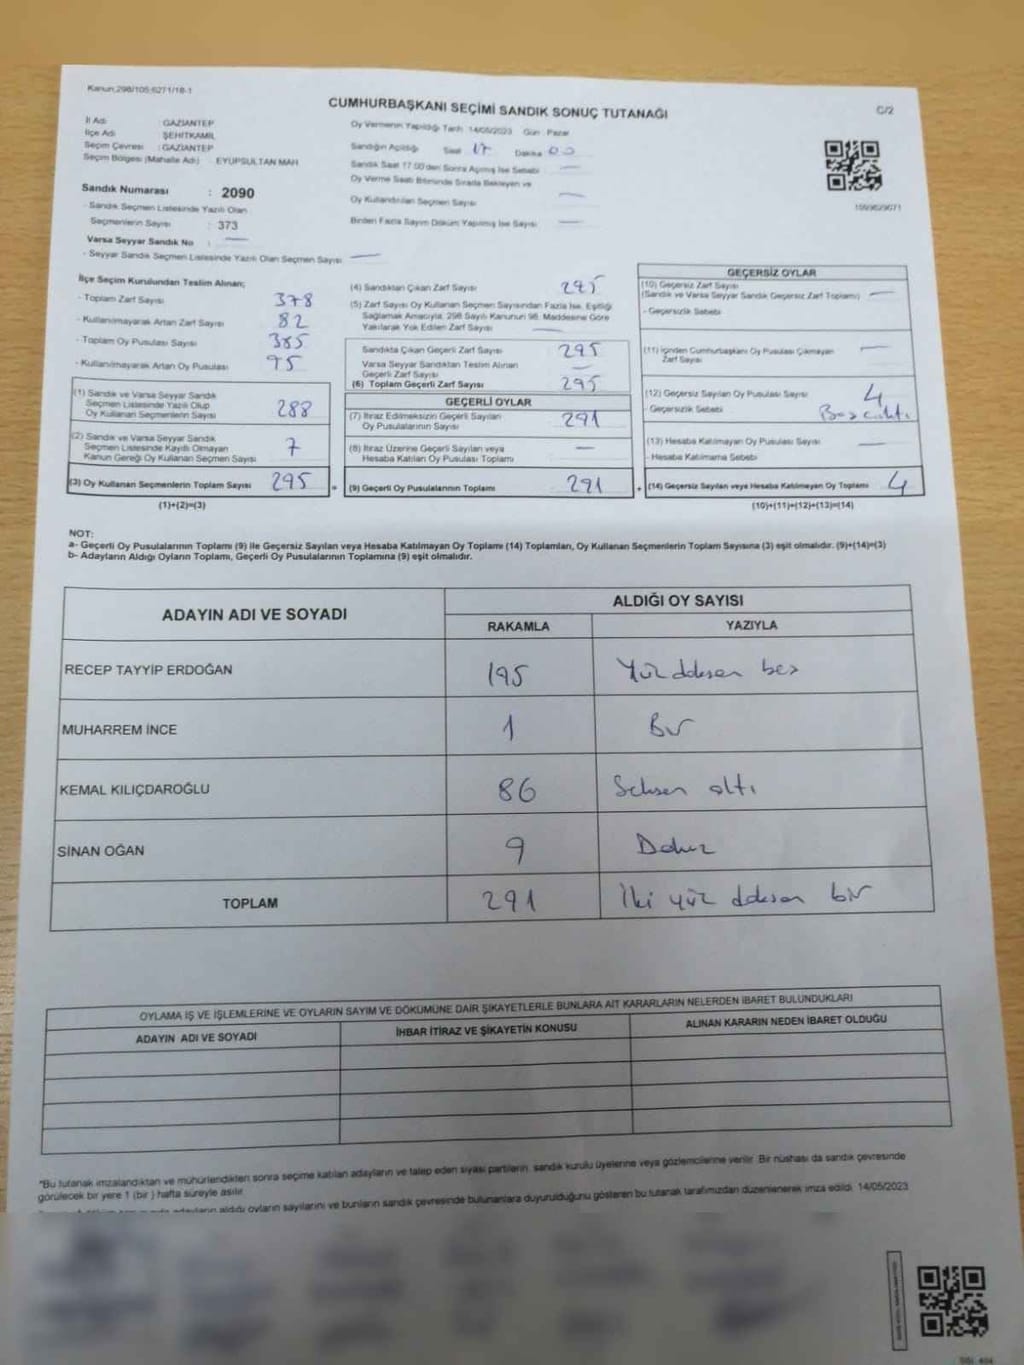 Kanun:298/105;6271/18-1
CUMHURBAŞKANI SEÇİMİ SANDIK SONUÇ TUTANAĞI
C/2
İl Adı : GAZİANTEP
İlçe Adı : ŞEHİTKAMİL
Seçim Çevresi : GAZİANTEP
Seçim Bölgesi (Mahalle Adı) : EYÜPSULTAN MAH
Sandık Numarası : 2090
- Sandık Seçmen Listesinde Yazılı Olan
Seçmenlerin Sayısı : 373
Varsa Seyyar Sandık No : —
- Seyyar Sandık Seçmen Listesinde Yazılı Olan Seçmen Sayısı : —
Oy Vermenin Yapıldığı Tarih : 14/05/2023 Gün : Pazar
Sandığın Açıldığı Saat 17 Dakika 00
Sandık Saat 17:00'den Sonra Açılmış İse Sebebi —
Oy Verme Saati Bitiminde Sırada Bekleyen ve
Oy Kullandırılan Seçmen Sayısı —
Birden Fazla Sayım Döküm Yapılmış İse Sayısı —
İlçe Seçim Kurulundan Teslim Alınan;
- Toplam Zarf Sayısı 378
- Kullanılmayarak Artan Zarf Sayısı 82
- Toplam Oy Pusulası Sayısı 385
- Kullanılmayarak Artan Oy Pusulası 95
(1) Sandık ve Varsa Seyyar Sandık
Seçmen Listesinde Yazılı Olup
Oy Kullanan Seçmenlerin Sayısı 288
(2) Sandık ve Varsa Seyyar Sandık
Seçmen Listesinde Kayıtlı Olmayan
Kanun Gereği Oy Kullanan Seçmen Sayısı 7
(3) Oy Kullanan Seçmenlerin Toplam Sayısı 295
(1)+(2)=(3)
(4) Sandıktan Çıkan Zarf Sayısı 295
(5) Zarf Sayısı Oy Kullanan Seçmen Sayısından Fazla İse, Eşitliği
Sağlamak Amacıyla, 298 Sayılı Kanunun 98. Maddesine Göre
Yakılarak Yok Edilen Zarf Sayısı —
Sandıkta Çıkan Geçerli Zarf Sayısı 295
Varsa Seyyar Sandıktan Teslim Alınan
Geçerli Zarf Sayısı —
(6) Toplam Geçerli Zarf Sayısı 295
GEÇERLİ OYLAR
(7) İtiraz Edilmeksizin Geçerli Sayılan
Oy Pusulalarının Sayısı 291
(8) İtiraz Üzerine Geçerli Sayılan veya
Hesaba Katılan Oy Pusulası Toplamı —
= (9) Geçerli Oy Pusulalarının Toplamı 291
GEÇERSİZ OYLAR
(10) Geçersiz Zarf Sayısı
(Sandık ve Varsa Seyyar Sandık Geçersiz Zarf Toplamı) —
- Geçersizlik Sebebi
(11) İçinden Cumhurbaşkanı Oy Pusulası Çıkmayan
Zarf Sayısı —
(12) Geçersiz Sayılan Oy Pusulası Sayısı 4
- Geçersizlik Sebebi Boş çıktı
(13) Hesaba Katılmayan Oy Pusulası Sayısı —
- Hesaba Katılmama Sebebi
+ (14) Geçersiz Sayılan veya Hesaba Katılmayan Oy Toplamı 4
(10)+(11)+(12)+(13)=(14)
NOT:
a- Geçerli Oy Pusulalarının Toplamı (9) ile Geçersiz Sayılan veya Hesaba Katılmayan Oy Toplamı (14) Toplamları, Oy Kullanan Seçmenlerin Toplam Sayısına (3) eşit olmalıdır. (9)+(14)=(3)
b- Adayların Aldığı Oyların Toplamı, Geçerli Oy Pusulalarının Toplamına (9) eşit olmalıdır.
ADAYIN ADI VE SOYADI
ALDIĞI OY SAYISI
RAKAMLA YAZIYLA
RECEP TAYYİP ERDOĞAN 195 Yüz doksan beş
MUHARREM İNCE 1 Bir
KEMAL KILIÇDAROĞLU 86 Seksen altı
SİNAN OĞAN 9 Dokuz
TOPLAM 291 İki yüz doksan bir
OYLAMA İŞ VE İŞLEMLERİNE VE OYLARIN SAYIM VE DÖKÜMÜNE DAİR ŞİKAYETLERLE BUNLARA AİT KARARLARIN NELERDEN İBARET BULUNDUKLARI
ADAYIN ADI VE SOYADI İHBAR İTİRAZ VE ŞİKAYETİN KONUSU ALINAN KARARIN NEDEN İBARET OLDUĞU
*Bu tutanak imzalandıktan ve mühürlendikten sonra seçime katılan adayların ve talep eden siyasi partilerin, sandık kurulu üyelerine veya gözlemcilerine verilir. Bir nüshası da sandık çevresinde
görülecek bir yere 1 (bir) hafta süreyle asılır.
adayların aldığı oyların sayılarını ve bunların sandık çevresinde bulunanlara duyurulduğunu gösteren bu tutanak tarafımızdan düzenlenerek imza edildi. 14/05/2023